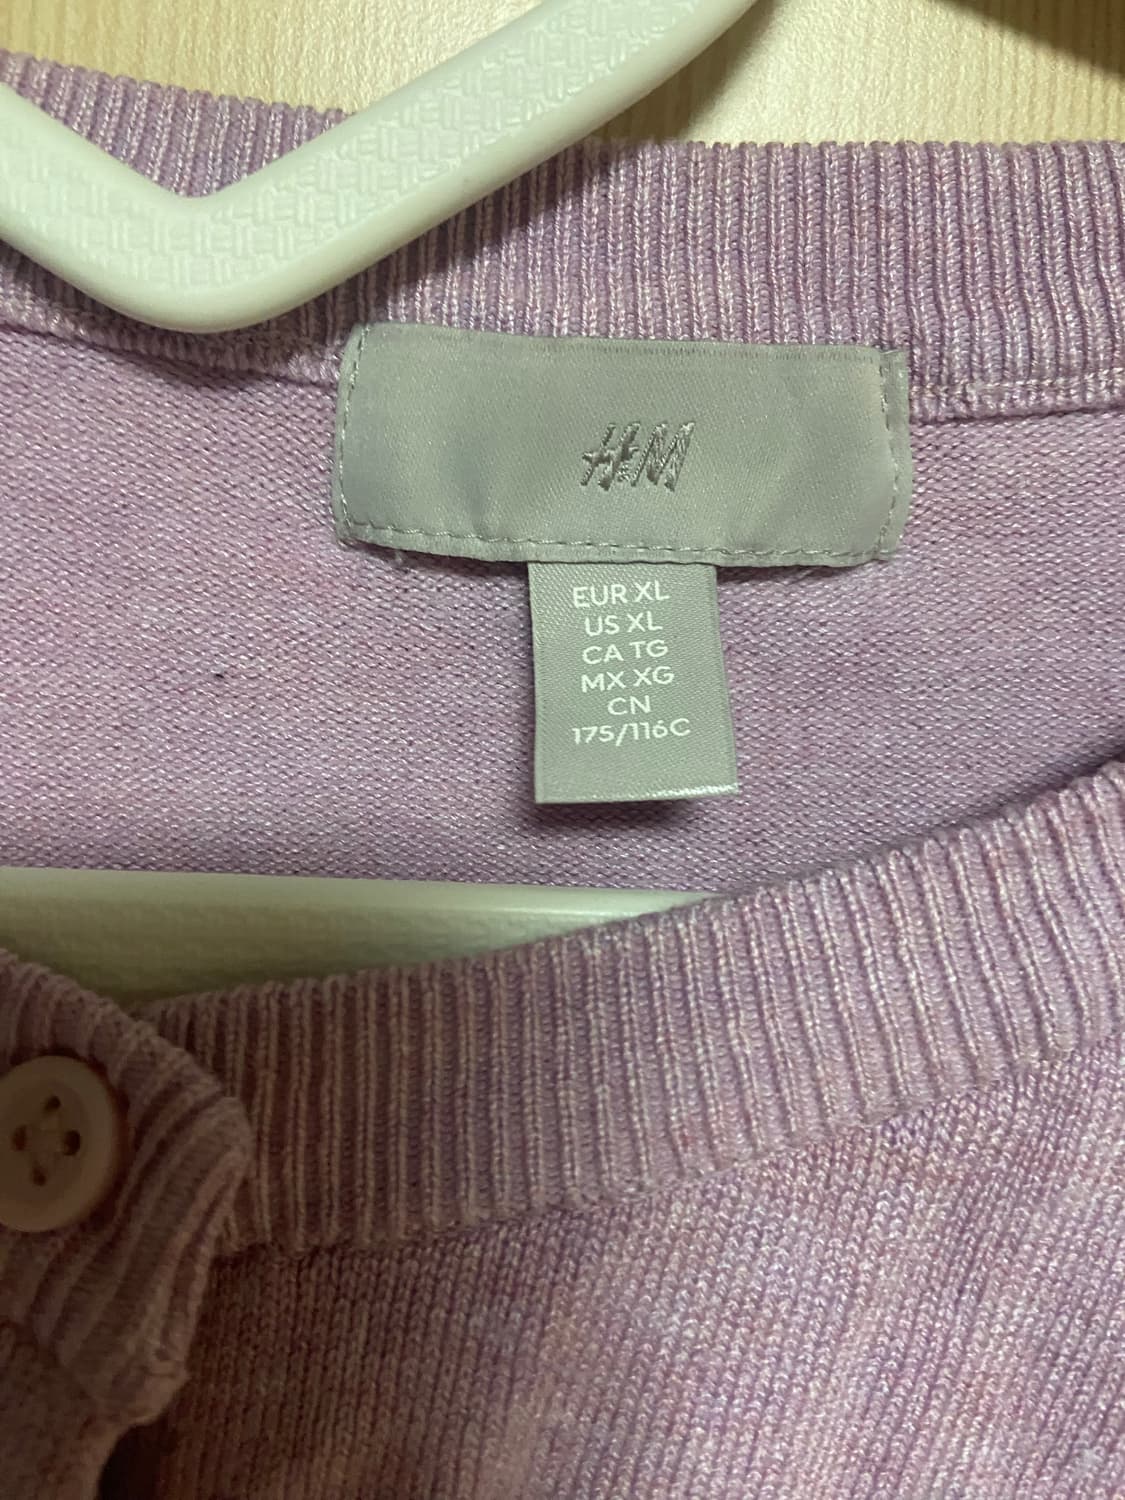 H&M
EUR XL
US XL
CA TG
MX XG
CN
175/116C